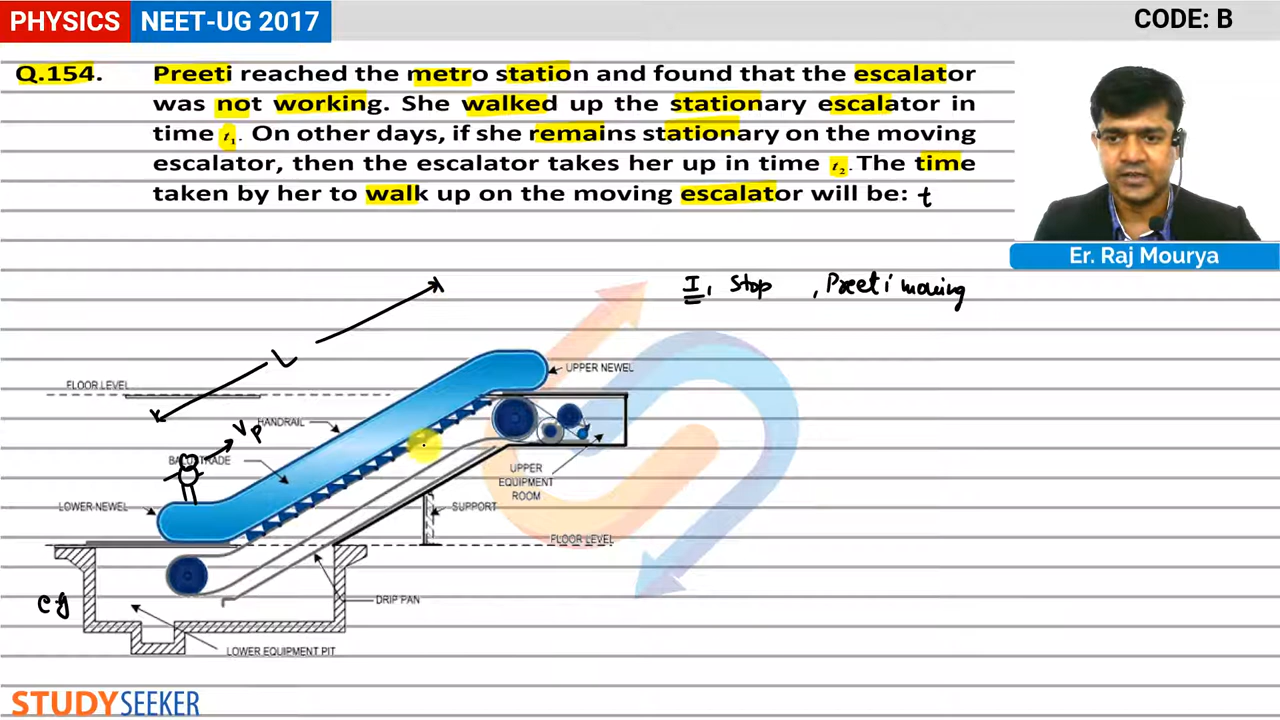 PHYSICS NEET-UG 2017
CODE: B
Q.154. Preeti reached the metro station and found that the escalator
was not working. She walked up the stationary escalator in
time t1. On other days, if she remains stationary on the moving
escalator, then the escalator takes her up in time t2. The time
taken by her to walk up on the moving escalator will be: t
Er. Raj Mourya
I, Stop , Preeti moving
L
UPPER NEWEL
FLOOR LEVEL
HANDRAIL
VP
BALUSTRADE
UPPER
EQUIPMENT
ROOM
LOWER NEWEL
SUPPORT
FLOOR LEVEL
DRIP PAN
LOWER EQUIPMENT PIT
STUDYSEEKER